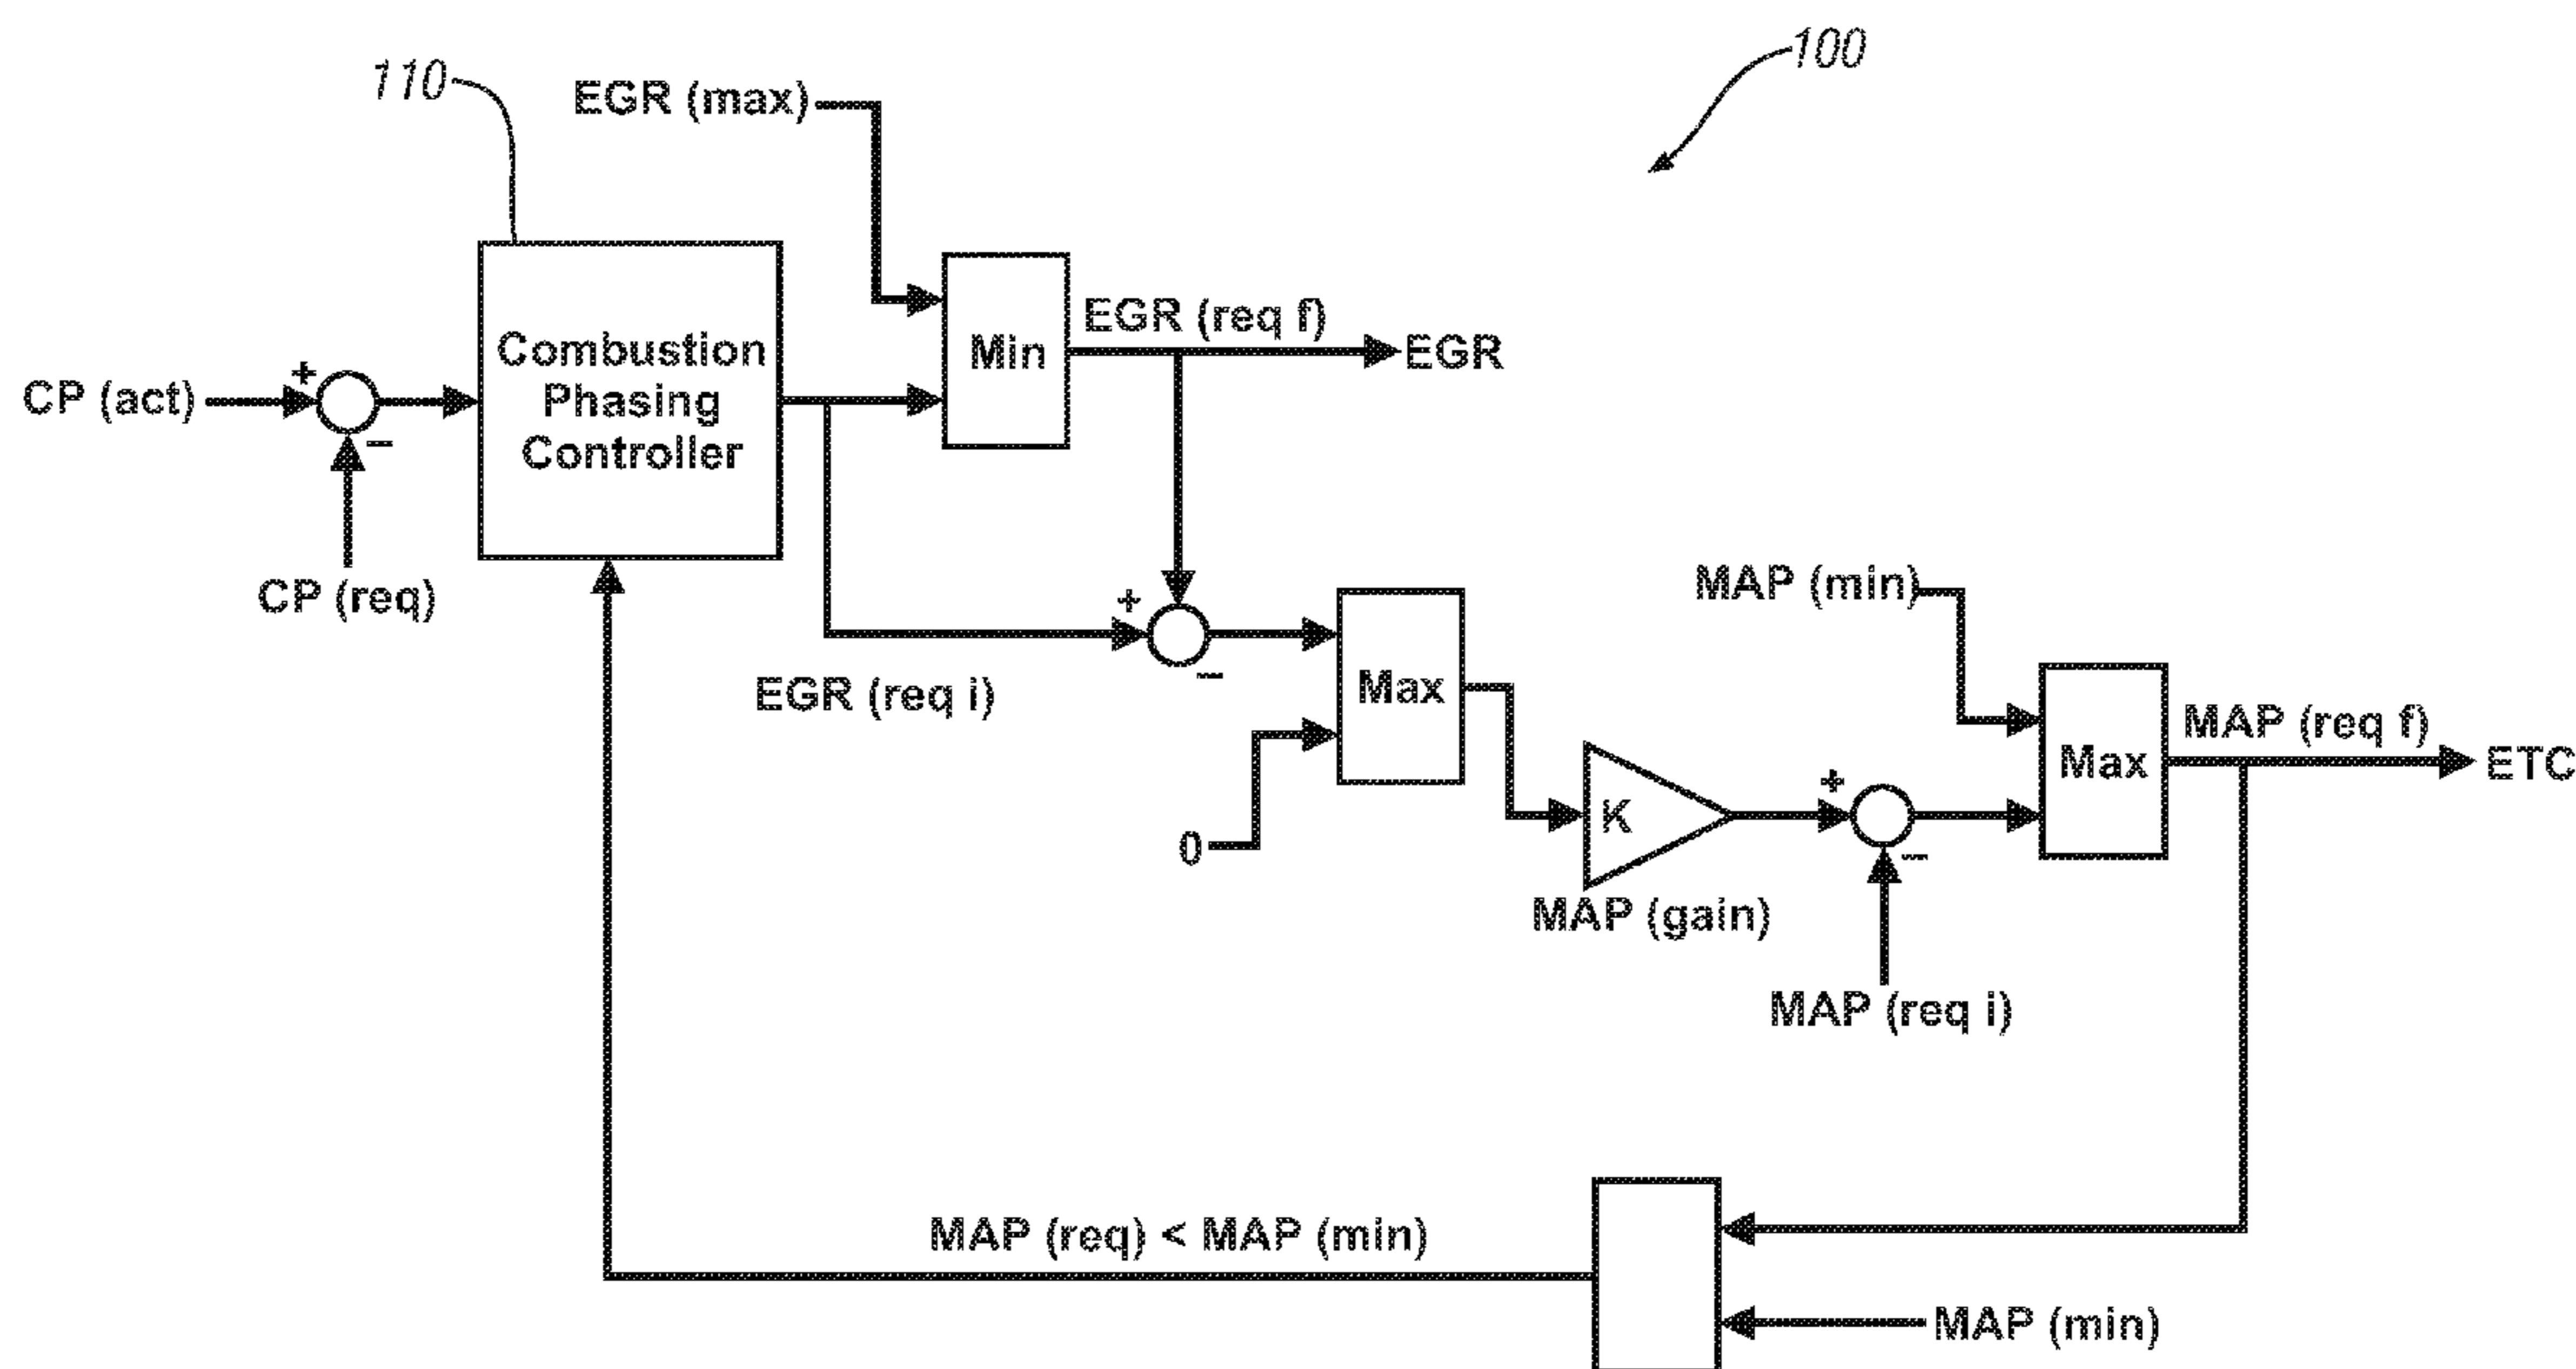 100
110
EGR (max)
Combustion
Phasing
Controller
Min
EGR (req f)
EGR
CP (act)
+
−
CP (req)
EGR (req i)
+
−
Max
0
K
MAP (gain)
+
−
MAP (req i)
MAP (min)
Max
MAP (req f)
ETC
MAP (req) < MAP (min)
MAP (min)